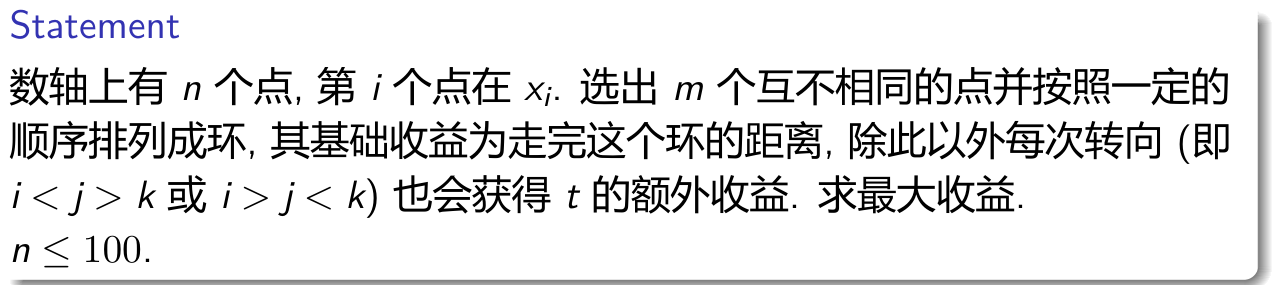 Statement
数轴上有 n 个点, 第 i 个点在 xᵢ. 选出 m 个互不相同的点并按照一定的
顺序排列成环, 其基础收益为走完这个环的距离, 除此以外每次转向 (即
i < j > k 或 i > j < k) 也会获得 t 的额外收益. 求最大收益.
n ≤ 100.